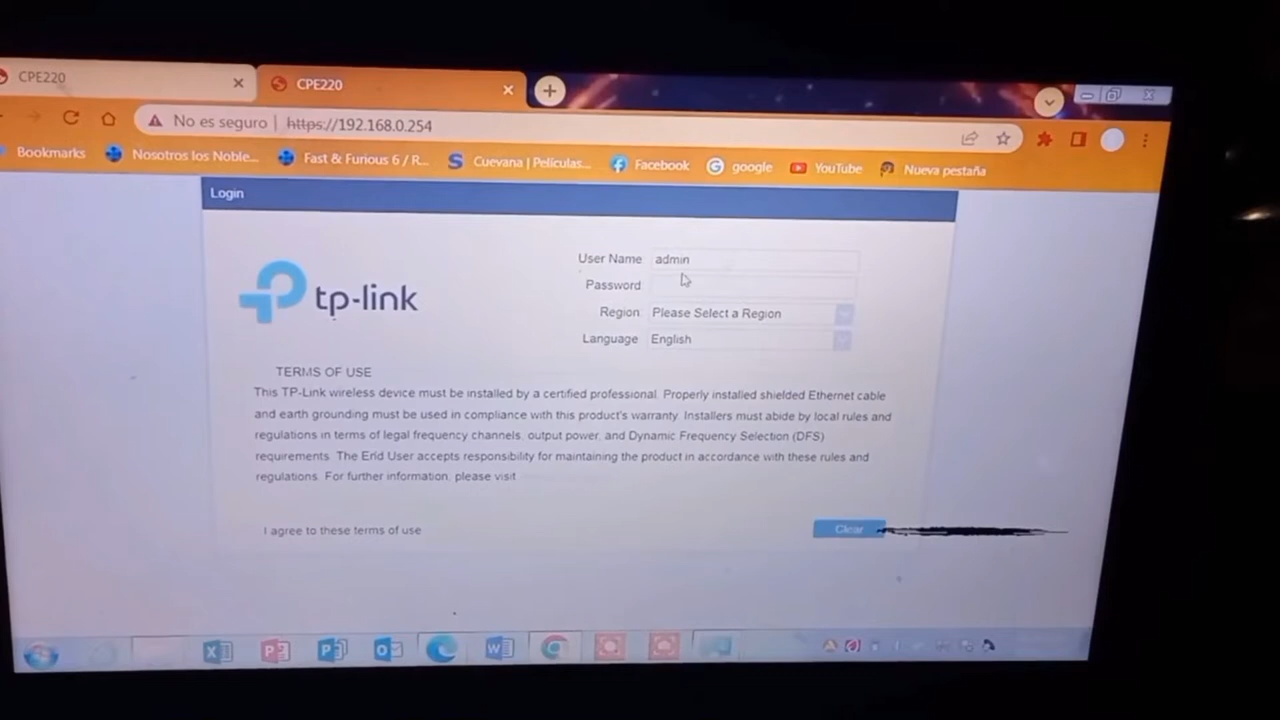 CPE220
CPE220
No es seguro | https://192.168.0.254
Bookmarks Nosotros los Noble... Fast & Furious 6 / R... Cuevana | Películas... Facebook google YouTube Nueva pestaña
Login
tp-link
User Name admin
Password
Region Please Select a Region
Language English
TERMS OF USE
This TP-Link wireless device must be installed by a certified professional. Properly installed shielded Ethernet cable
and earth grounding must be used in compliance with this product's warranty. Installers must abide by local rules and
regulations in terms of legal frequency channels, output power, and Dynamic Frequency Selection (DFS)
requirements. The End User accepts responsibility for maintaining the product in accordance with these rules and
regulations. For further information, please visit
I agree to these terms of use
Clear